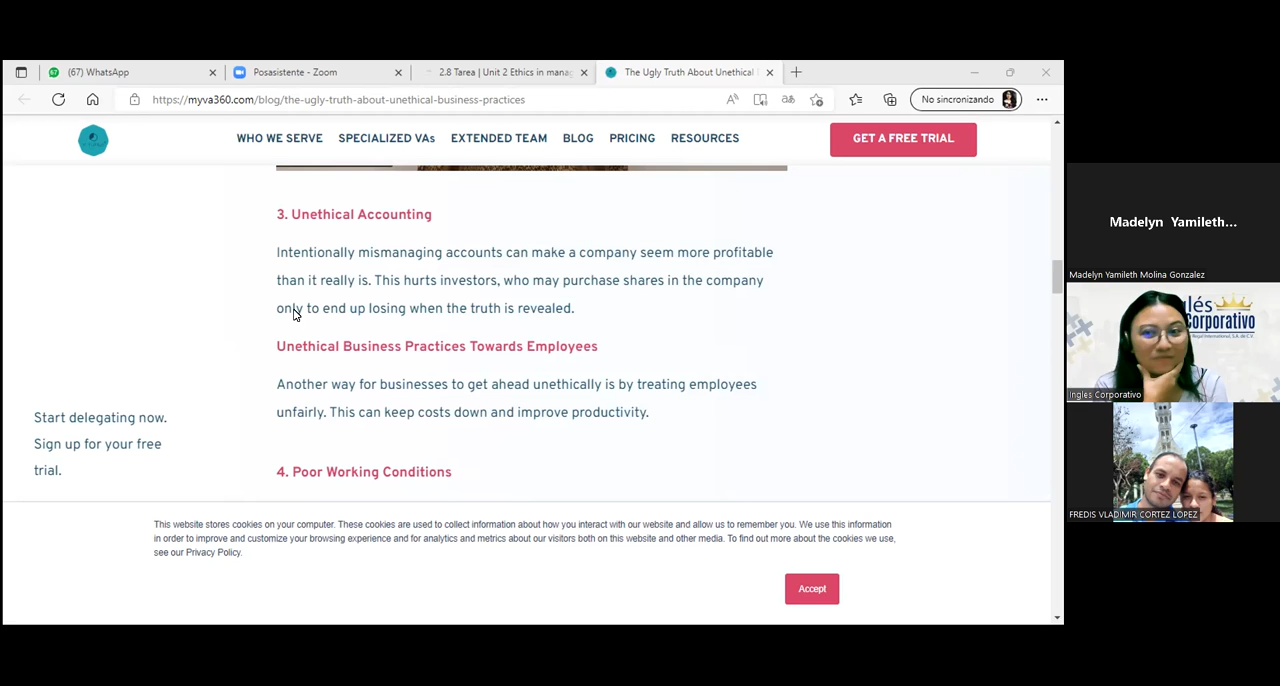 (67) WhatsApp
Posasistente - Zoom
2.8 Tarea | Unit 2 Ethics in mana
The Ugly Truth About Unethical
https://myva360.com/blog/the-ugly-truth-about-unethical-business-practices
No sincronizando
WHO WE SERVE SPECIALIZED VAs EXTENDED TEAM BLOG PRICING RESOURCES
GET A FREE TRIAL
3. Unethical Accounting
Intentionally mismanaging accounts can make a company seem more profitable
than it really is. This hurts investors, who may purchase shares in the company
only to end up losing when the truth is revealed.
Unethical Business Practices Towards Employees
Another way for businesses to get ahead unethically is by treating employees
unfairly. This can keep costs down and improve productivity.
4. Poor Working Conditions
Start delegating now.
Sign up for your free
trial.
This website stores cookies on your computer. These cookies are used to collect information about how you interact with our website and allow us to remember you. We use this information
in order to improve and customize your browsing experience and for analytics and metrics about our visitors both on this website and other media. To find out more about the cookies we use,
see our Privacy Policy.
Accept
Madelyn Yamileth...
Madelyn Yamileth Molina Gonzalez
glés
Corporativo
Regal International, S.A. de C.V.
Ingles Corporativo
FREDIS VLADIMIR CORTEZ LOPEZ